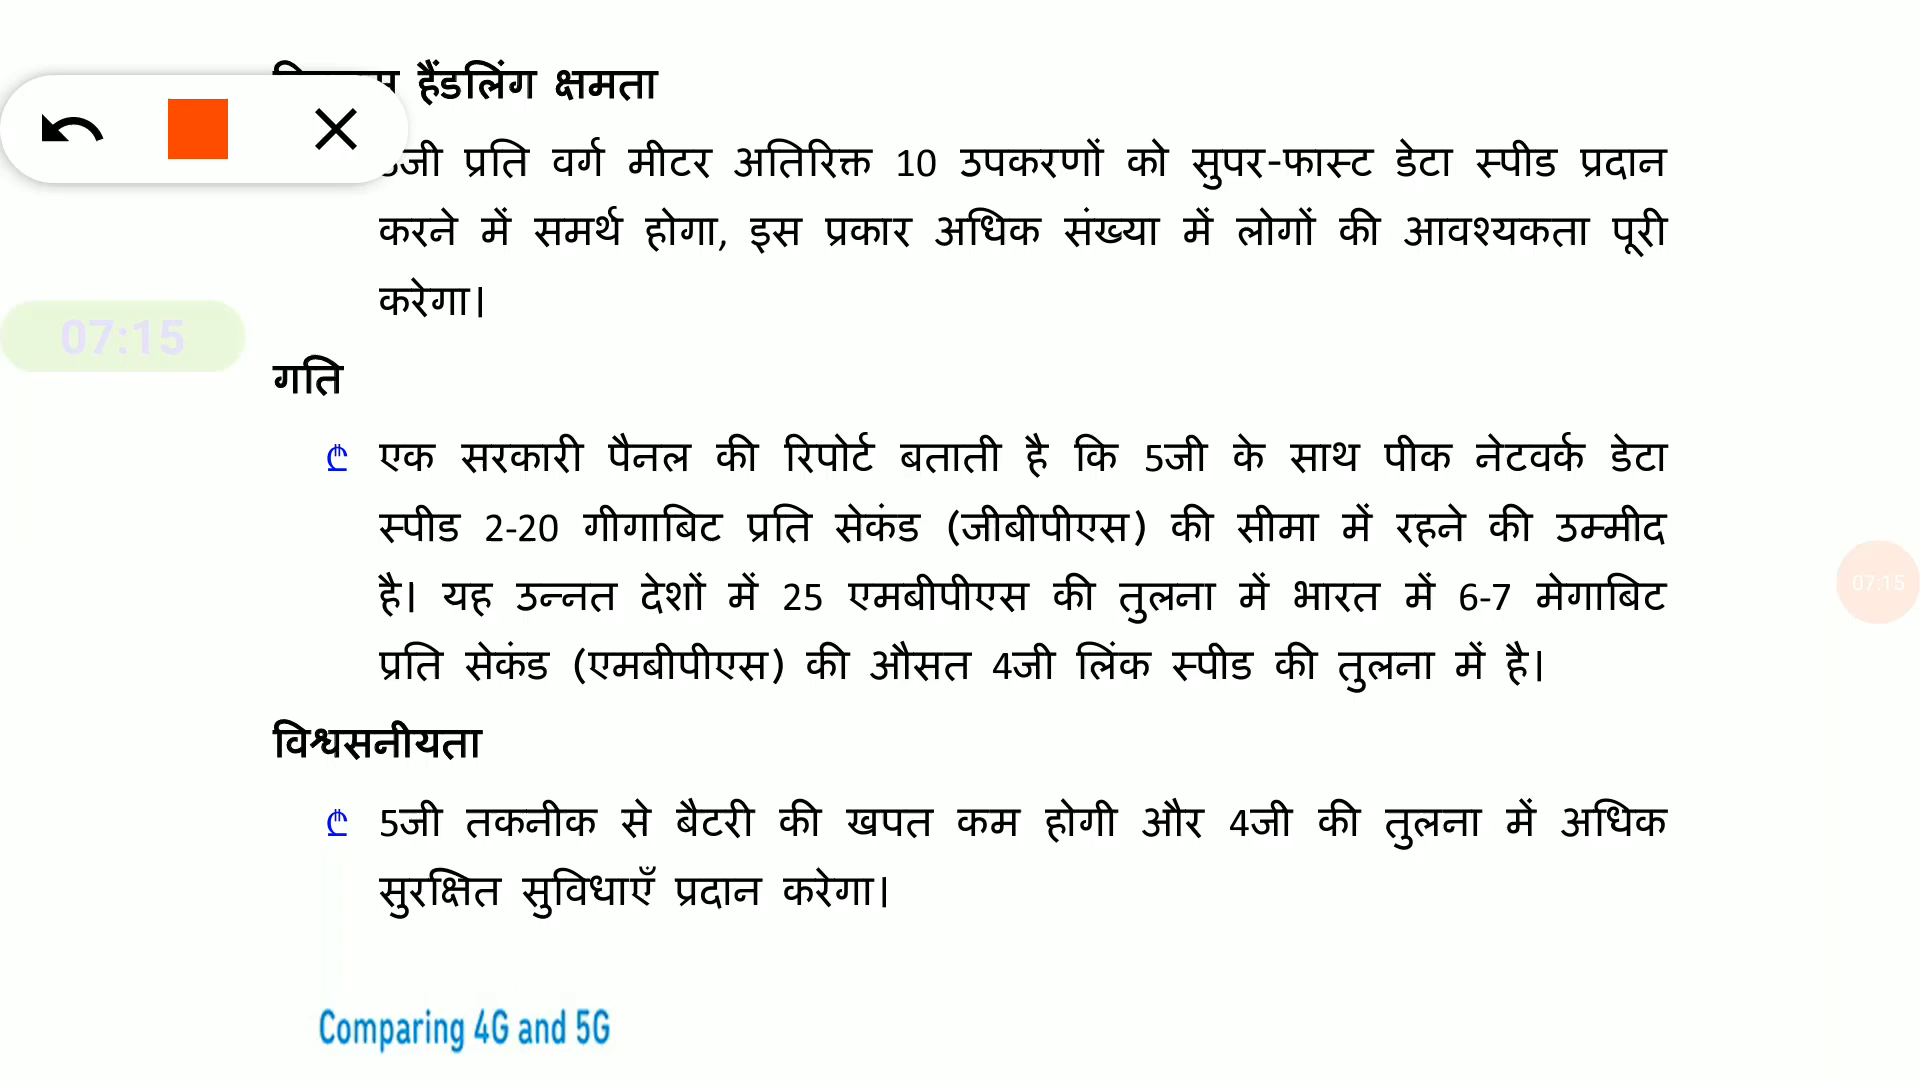 हैंडलिंग क्षमता
प्रति वर्ग मीटर अतिरिक्त 10 उपकरणों को सुपर-फास्ट डेटा स्पीड प्रदान
करने में समर्थ होगा, इस प्रकार अधिक संख्या में लोगों की आवश्यकता पूरी
करेगा।
07:15
गति
एक सरकारी पैनल की रिपोर्ट बताती है कि 5जी के साथ पीक नेटवर्क डेटा
स्पीड 2-20 गीगाबिट प्रति सेकंड (जीबीपीएस) की सीमा में रहने की उम्मीद
है। यह उन्नत देशों में 25 एमबीपीएस की तुलना में भारत में 6-7 मेगाबिट
07:15
प्रति सेकंड (एमबीपीएस) की औसत 4जी लिंक स्पीड की तुलना में है।
विश्वसनीयता
5जी तकनीक से बैटरी की खपत कम होगी और 4जी की तुलना में अधिक
सुरक्षित सुविधाएँ प्रदान करेगा।
Comparing 4G and 5G